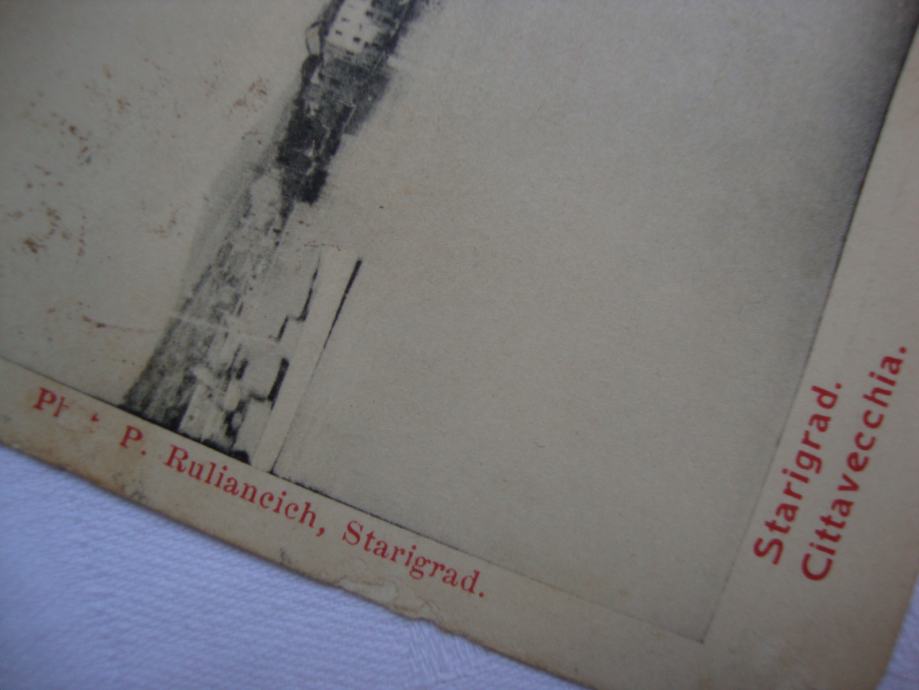 P. Ruliancich, Starigrad.
Starigrad.
Cittavecchia.